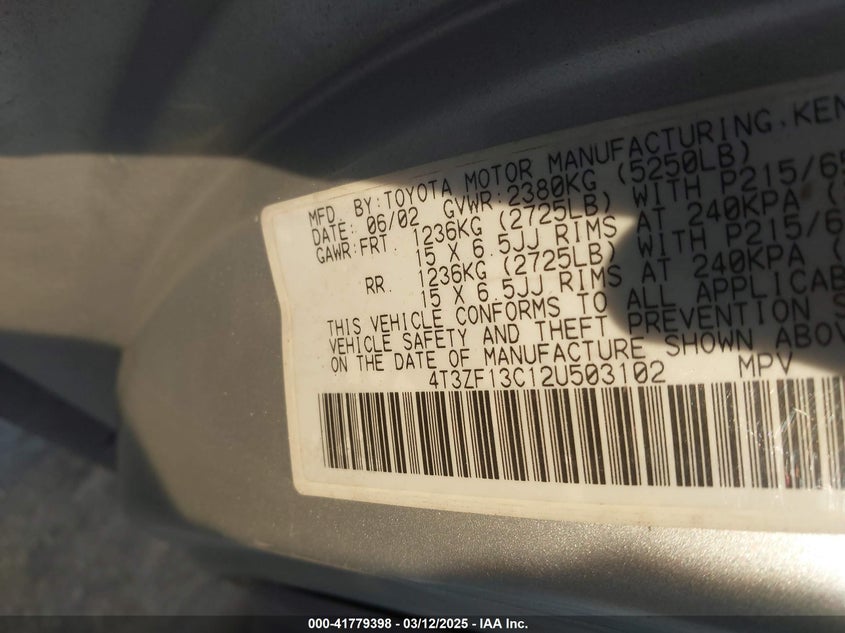 MFD. BY:TOYOTA MOTOR MANUFACTURING,KEN
DATE: 06/02 GVWR:2380KG (5250LB)
GAWR:FRT. 1236KG (2725LB) WITH P215/65
15 X 6.5JJ RIMS AT 240KPA (
RR. 1236KG (2725LB) WITH P215/6
15 X 6.5JJ RIMS AT 240KPA (
THIS VEHICLE CONFORMS TO ALL APPLICAB
VEHICLE SAFETY AND THEFT PREVENTION S
ON THE DATE OF MANUFACTURE SHOWN ABOV
4T3ZF13C12U503102 MPV
000-41779398 - 03/12/2025 - IAA Inc.